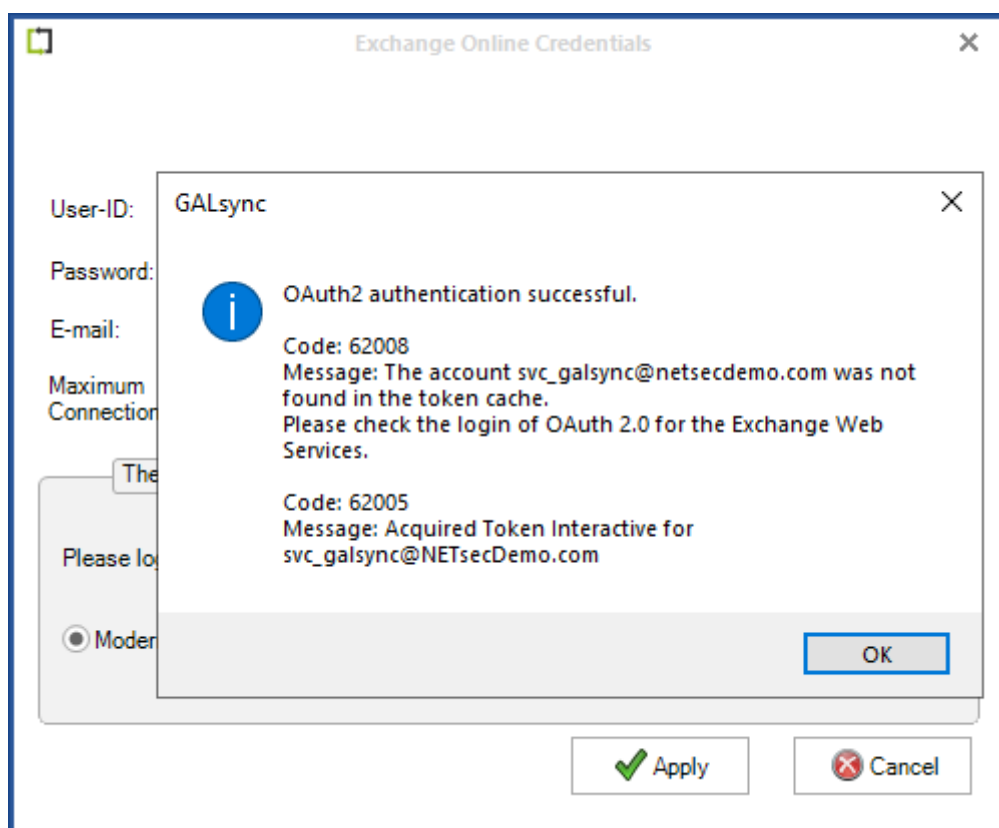 Exchange Online Credentials
User-ID:
Password:
E-mail:
Maximum
Connection
The
Please log
Moder
GALsync
OAuth2 authentication successful.
Code: 62008
Message: The account svc_galsync@netsecdemo.com was not
found in the token cache.
Please check the login of OAuth 2.0 for the Exchange Web
Services.
Code: 62005
Message: Acquired Token Interactive for
svc_galsync@NETsecDemo.com
OK
Apply
Cancel